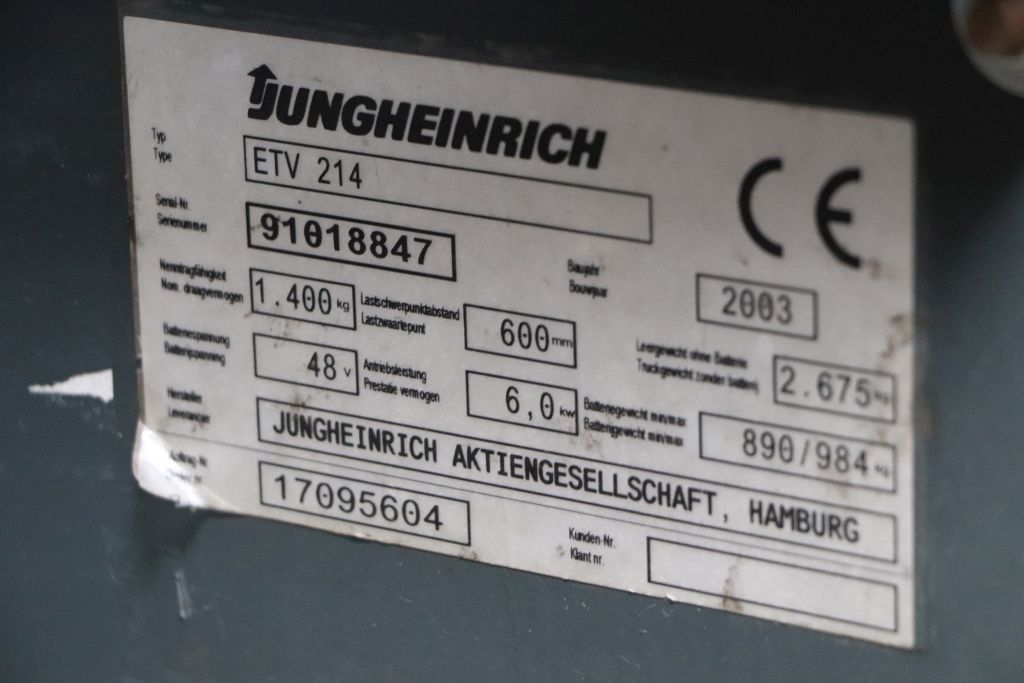 JUNGHEINRICH
Typ
Type
ETV 214
CE
Serial-Nr.
Serienummer
91018847
Baujahr
Bouwjaar
2003
Nenntragfähigkeit
Nom. draagvermogen
1.400 kg
Lastschwerpunktabstand
Lastzwaartepunt
600 mm
Leergewicht ohne Batterie
Truckgewicht zonder batterij
2.675 kg
Batteriespannung
Batterijspanning
48 V
Antriebsleistung
Prestatie vermogen
6,0 kW
Batteriegewicht min/max
Batterijgewicht min/max
890/984 kg
Hersteller
Leverancier
JUNGHEINRICH AKTIENGESELLSCHAFT, HAMBURG
Auftrag-Nr.
nr.
17095604
Kunden-Nr.
Klant nr.